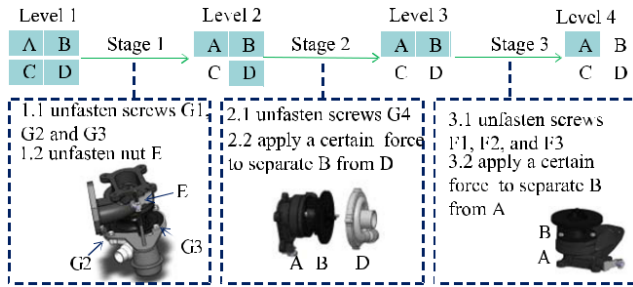 Level 1
Level 2
Level 3
Level 4
A B
Stage 1
A B
Stage 2
A B
Stage 3
A B
C D
C D
C D
C D
1.1 unfasten screws G1,
G2 and G3
1.2 unfasten nut E
E
G3
G2
2.1 unfasten screws G4
2.2 apply a certain force
to separate B from D
A B D
3.1 unfasten screws
F1, F2, and F3
3.2 apply a certain
force to separate B
from A
B
A